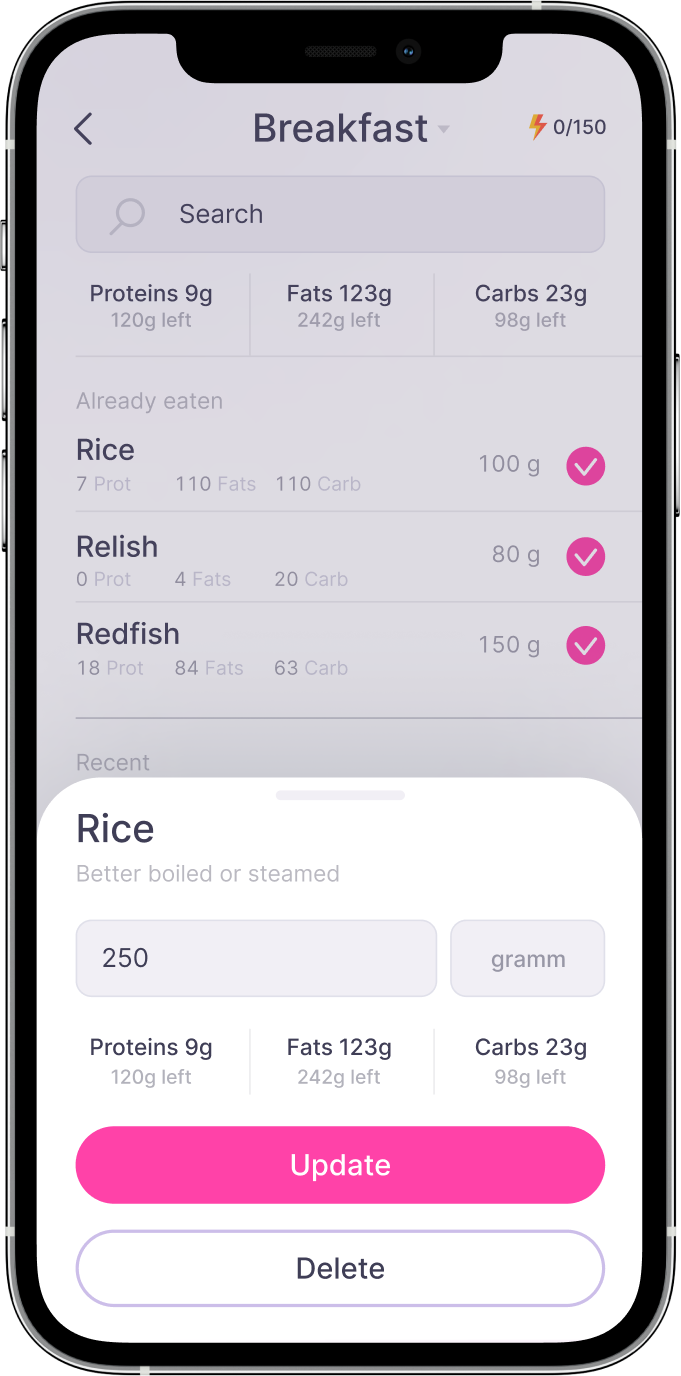 Breakfast
0/150
Search
Proteins 9g Fats 123g Carbs 23g
120g left 242g left 98g left
Already eaten
Rice
100 g
7 Prot 110 Fats 110 Carb
Relish
80 g
0 Prot 4 Fats 20 Carb
Redfish
150 g
18 Prot 84 Fats 63 Carb
Recent
Rice
Better boiled or steamed
250 gramm
Proteins 9g Fats 123g Carbs 23g
120g left 242g left 98g left
Update
Delete